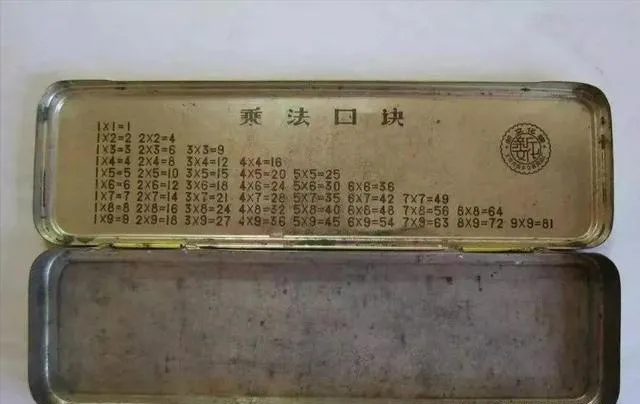 乘法口诀
1×1=1
1×2=2 2×2=4
1×3=3 2×3=6 3×3=9
1×4=4 2×4=8 3×4=12 4×4=16
1×5=5 2×5=10 3×5=15 4×5=20 5×5=25
1×6=6 2×6=12 3×6=18 4×6=24 5×6=30 6×6=36
1×7=7 2×7=14 3×7=21 4×7=28 5×7=35 6×7=42 7×7=49
1×8=8 2×8=16 3×8=24 4×8=32 5×8=40 6×8=48 7×8=56 8×8=64
1×9=9 2×9=18 3×9=27 4×9=36 5×9=45 6×9=54 7×9=63 8×9=72 9×9=81